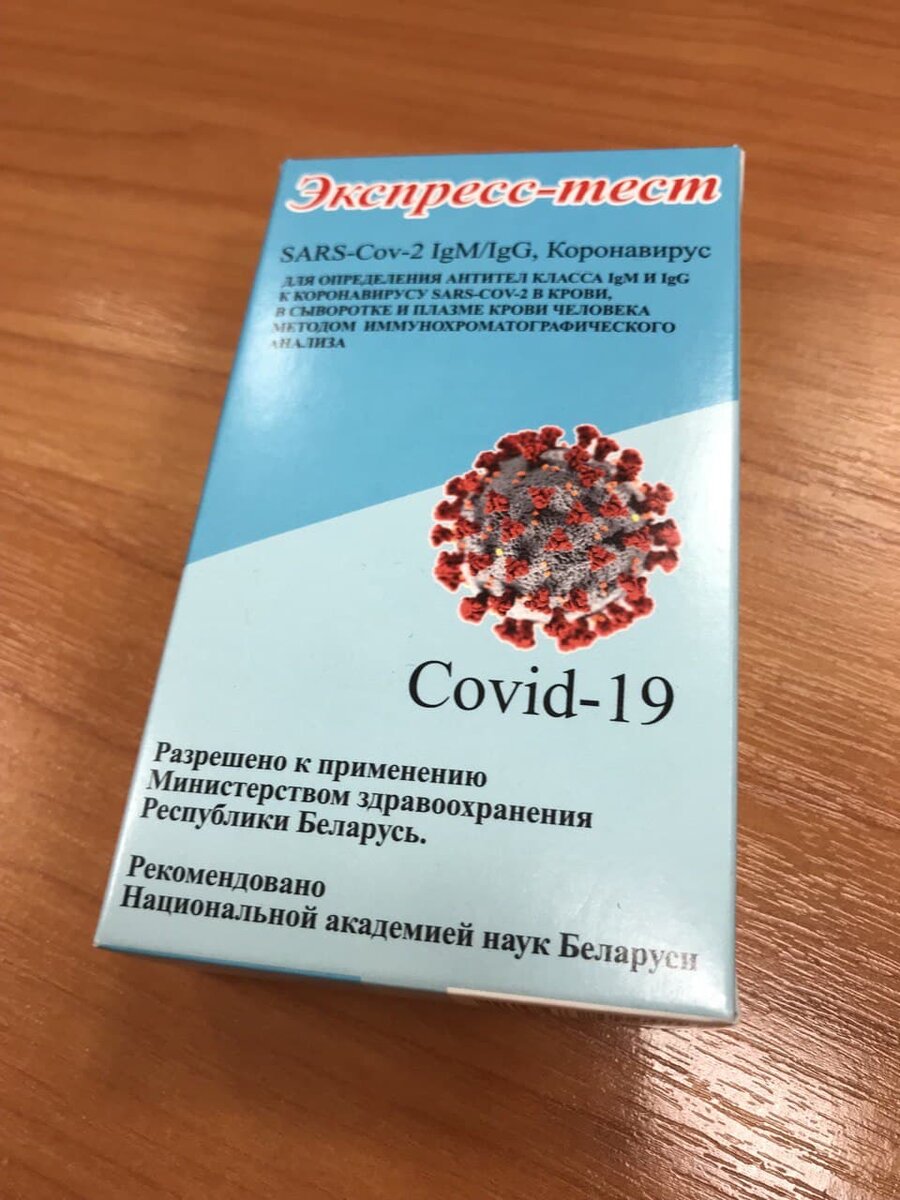 Экспресс-тест
SARS-Cov-2 IgM/IgG, Коронавирус
ДЛЯ ОПРЕДЕЛЕНИЯ АНТИТЕЛ КЛАССА IgM И IgG
К КОРОНАВИРУСУ SARS-COV-2 В КРОВИ,
В СЫВОРОТКЕ И ПЛАЗМЕ КРОВИ ЧЕЛОВЕКА
МЕТОДОМ ИММУНОХРОМАТОГРАФИЧЕСКОГО
АНАЛИЗА
Covid-19
Разрешено к применению
Министерством здравоохранения
Республики Беларусь.
Рекомендовано
Национальной академией наук Беларуси